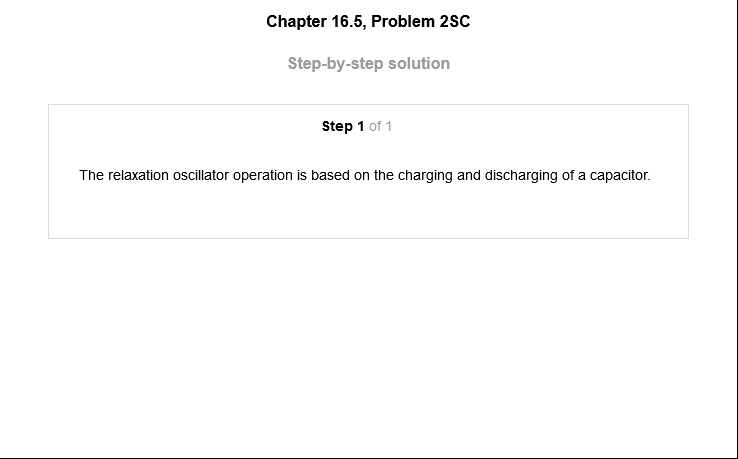 Chapter 16.5, Problem 2SC
Step-by-step solution
Step 1 of 1
The relaxation oscillator operation is based on the charging and discharging of a capacitor.